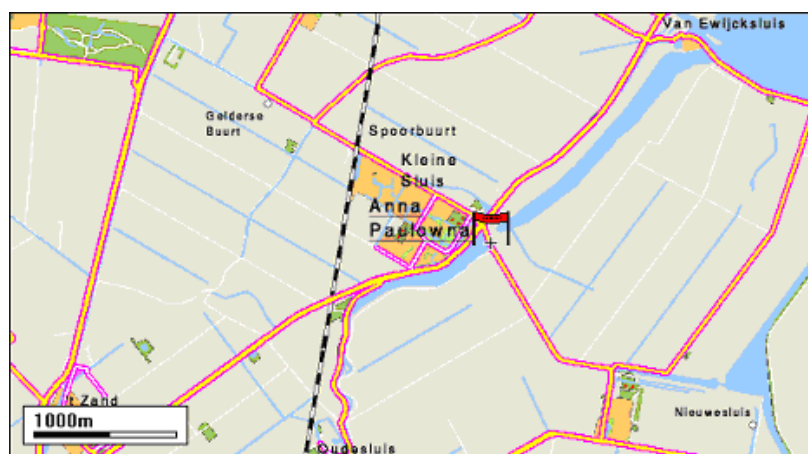 Van Ewijcksluis
Gelderse
Buurt
Spoorbuurt
Kleine
Sluis
Anna
Paulowna
't Zand
1000m
Nieuwesluis
Oudesluis